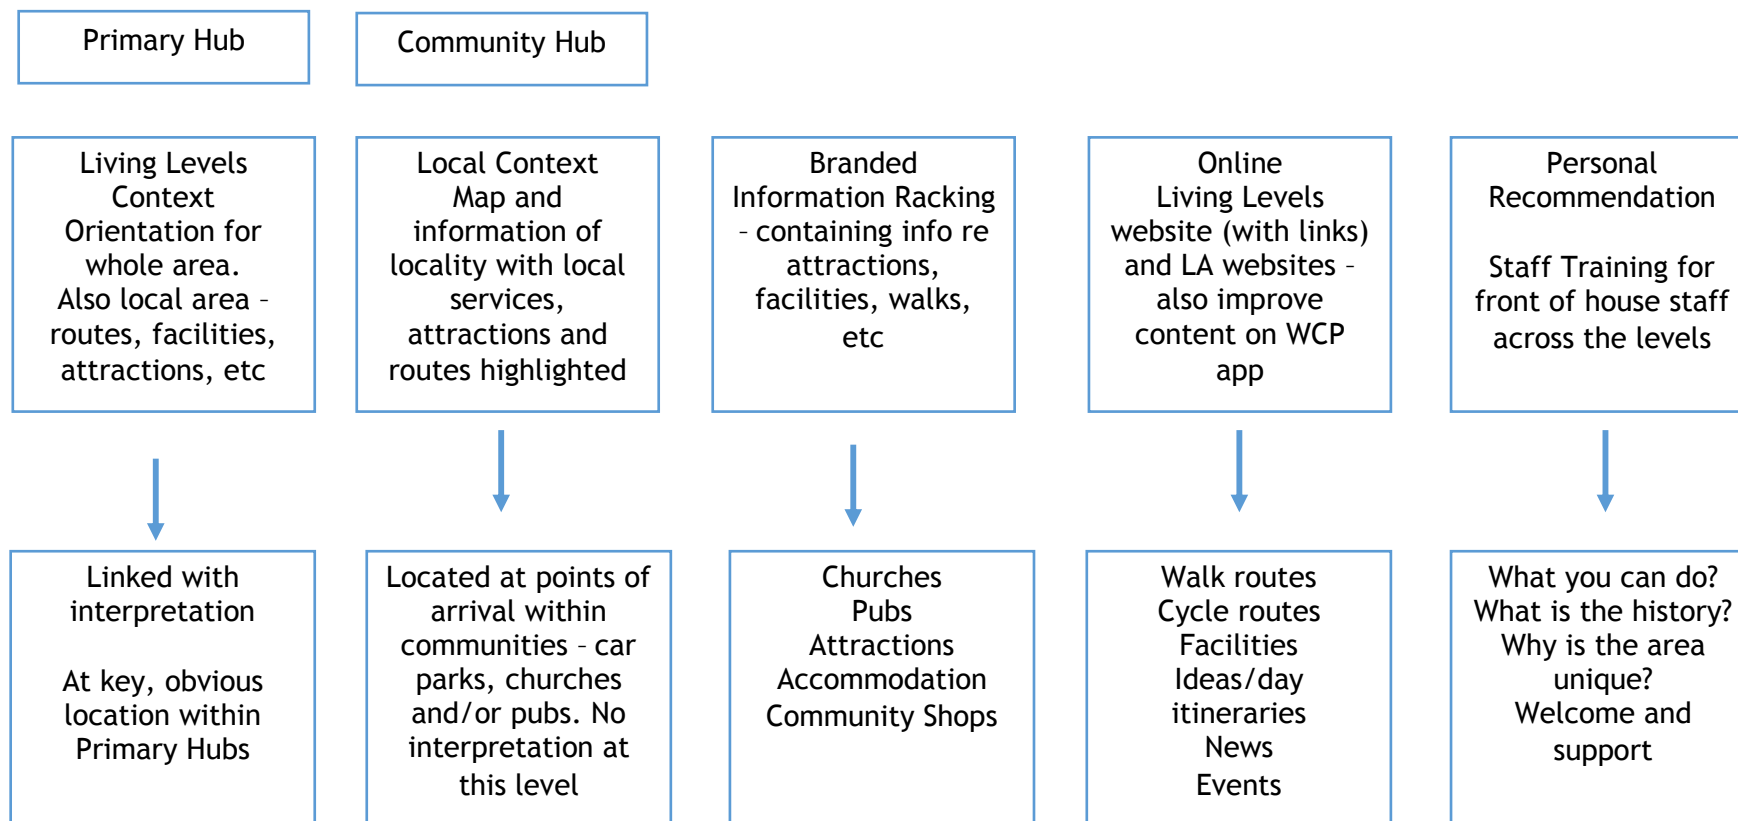 Primary Hub
Community Hub
Living Levels
Context
Orientation for
whole area.
Also local area –
routes, facilities,
attractions, etc
Local Context
Map and
information of
locality with local
services,
attractions and
routes highlighted
Branded
Information Racking
– containing info re
attractions,
facilities, walks,
etc
Online
Living Levels
website (with links)
and LA websites –
also improve
content on WCP
app
Personal
Recommendation
Staff Training for
front of house staff
across the levels
Linked with
interpretation
At key, obvious
location within
Primary Hubs
Located at points of
arrival within
communities – car
parks, churches
and/or pubs. No
interpretation at
this level
Churches
Pubs
Attractions
Accommodation
Community Shops
Walk routes
Cycle routes
Facilities
Ideas/day
itineraries
News
Events
What you can do?
What is the history?
Why is the area
unique?
Welcome and
support